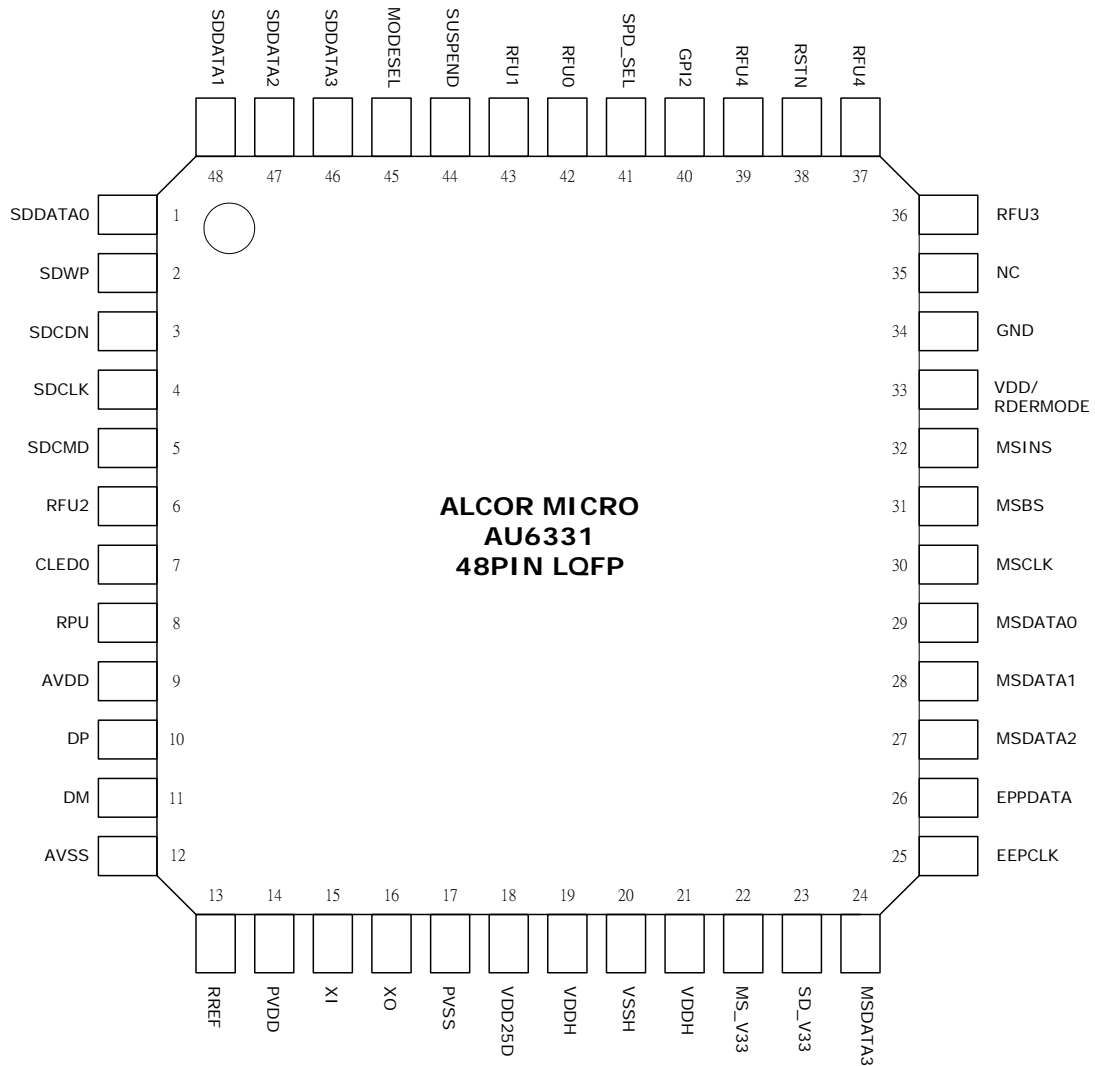 SDDATA1
SDDATA2
SDDATA3
MODESEL
SUSPEND
RFU1
RFU0
SPD_SEL
GPI2
RFU4
RSTN
RFU4
48
47
46
45
44
43
42
41
40
39
38
37
SDDATA0
1
SDWP
2
SDCDN
3
SDCLK
4
SDCMD
5
RFU2
6
CLED0
7
RPU
8
AVDD
9
DP
10
DM
11
AVSS
12
ALCOR MICRO
AU6331
48PIN LQFP
36
RFU3
35
NC
34
GND
33
VDD/
RDERMODE
32
MSINS
31
MSBS
30
MSCLK
29
MSDATA0
28
MSDATA1
27
MSDATA2
26
EPPDATA
25
EEPCLK
13
14
15
16
17
18
19
20
21
22
23
24
RREF
PVDD
XI
XO
PVSS
VDD25D
VDDH
VSSH
VDDH
MS_V33
SD_V33
MSDATA3